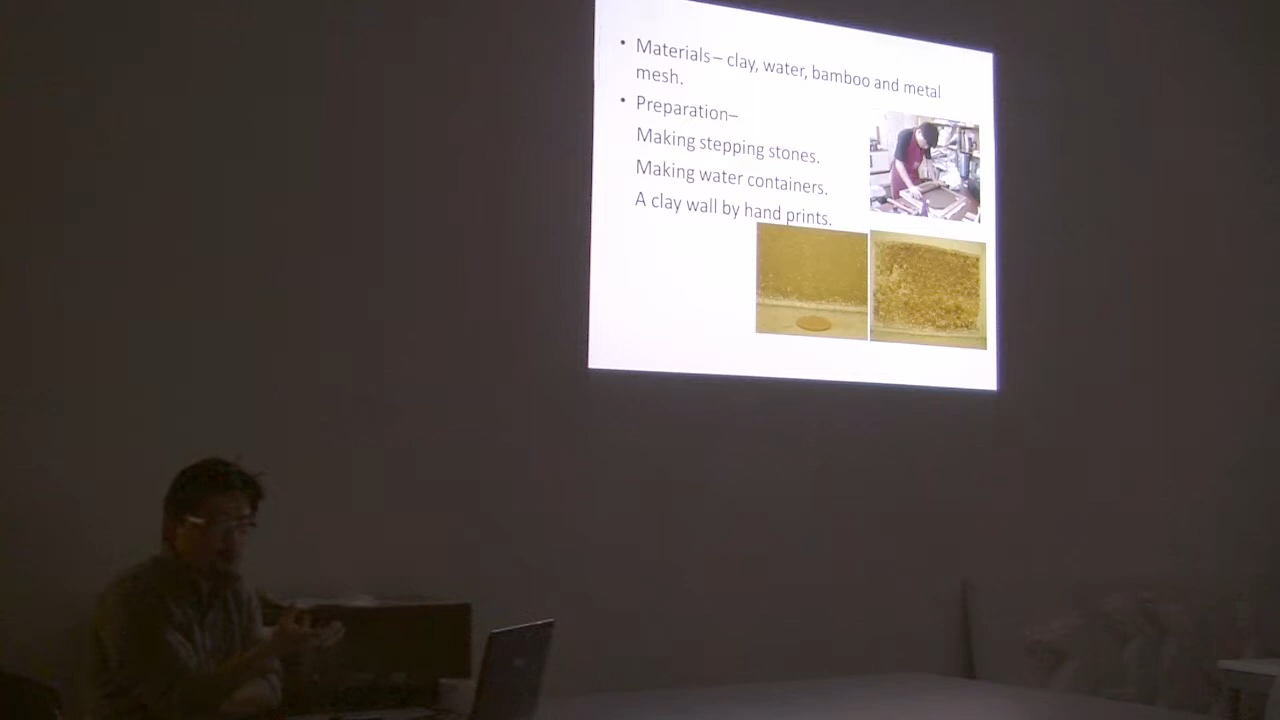 • Materials– clay, water, bamboo and metal
mesh.
• Preparation–
Making stepping stones.
Making water containers.
A clay wall by hand prints.